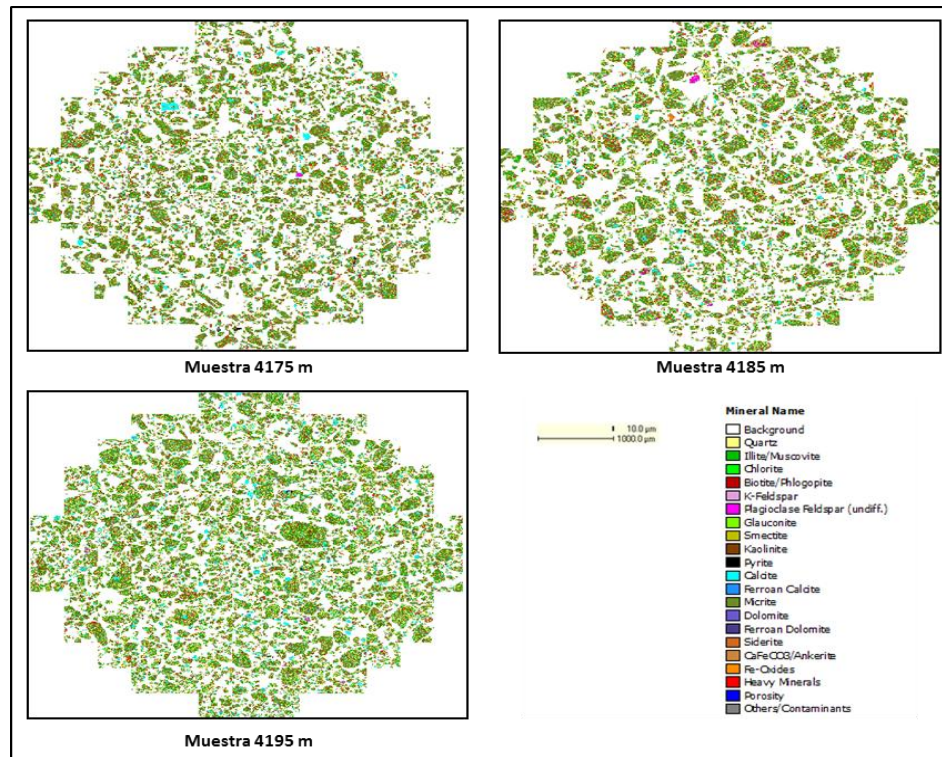 Muestra 4175 m
Muestra 4185 m
Muestra 4195 m
10.0 µm
1000.0 µm
Mineral Name
Background
Quartz
Illite/Muscovite
Chlorite
Biotite/Phlogopite
K-Feldspar
Plagioclase Feldspar (undiff.)
Glauconite
Smectite
Kaolinite
Pyrite
Calcite
Ferroan Calcite
Micrite
Dolomite
Ferroan Dolomite
Siderite
CaFeCO3/Ankerite
Fe-Oxides
Heavy Minerals
Porosity
Others/Contaminants